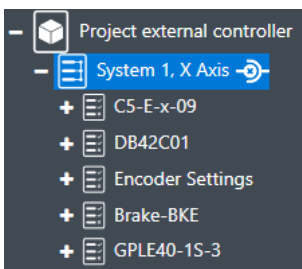 Project external controller
System 1, X Axis
C5-E-x-09
DB42C01
Encoder Settings
Brake-BKE
GPLE40-1S-3